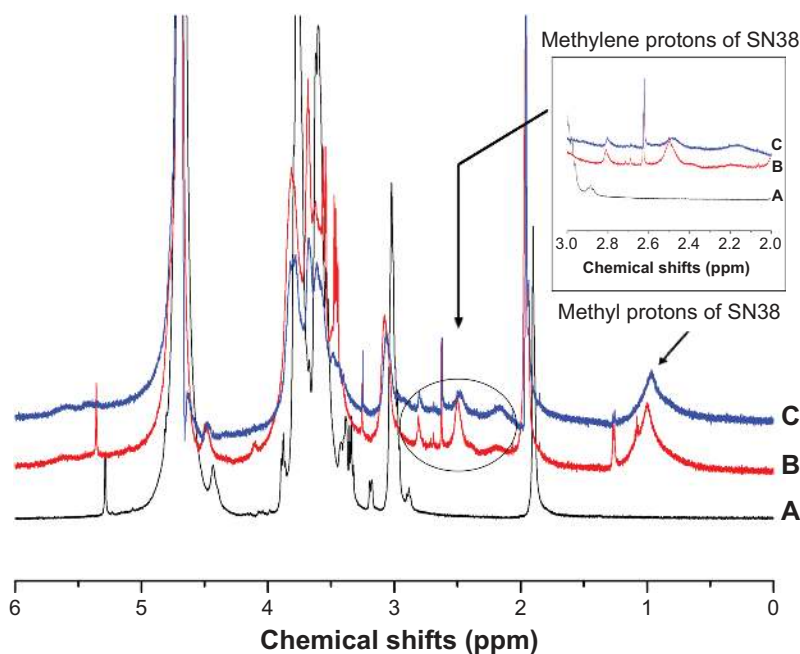 Methylene protons of SN38
C
B
A
3.0 2.8 2.6 2.4 2.2 2.0
Chemical shifts (ppm)
Methyl protons of SN38
C
B
A
6 5 4 3 2 1 0
Chemical shifts (ppm)